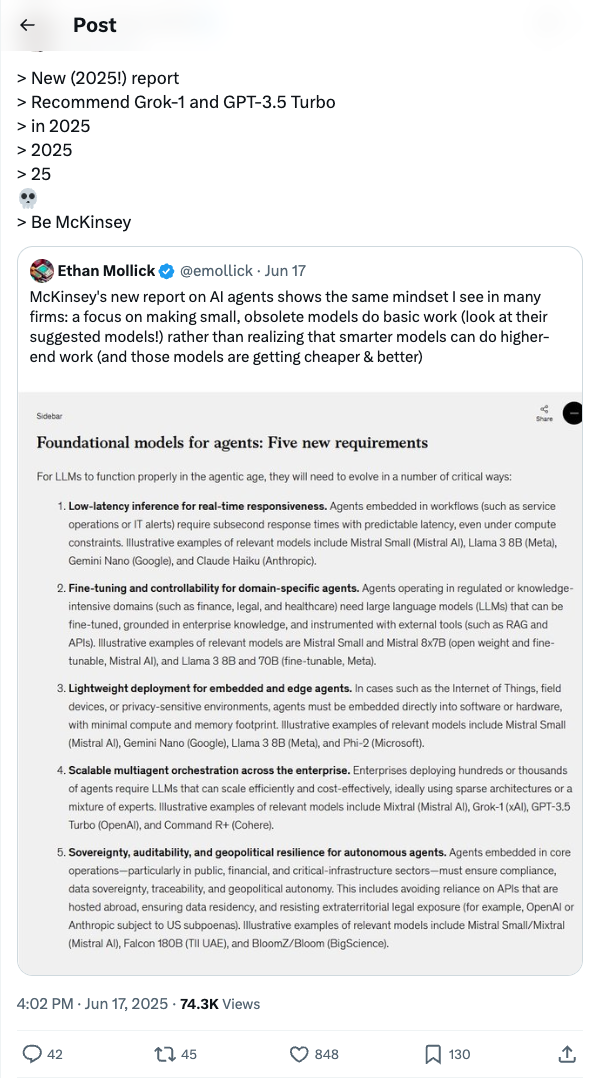 Post
> New (2025!) report
> Recommend Grok-1 and GPT-3.5 Turbo
> in 2025
> 2025
> 25
💀
> Be McKinsey
Ethan Mollick @emollick · Jun 17
McKinsey's new report on AI agents shows the same mindset I see in many
firms: a focus on making small, obsolete models do basic work (look at their
suggested models!) rather than realizing that smarter models can do higher-
end work (and those models are getting cheaper & better)
Sidebar
Share
Foundational models for agents: Five new requirements
For LLMs to function properly in the agentic age, they will need to evolve in a number of critical ways:
1. Low-latency inference for real-time responsiveness. Agents embedded in workflows (such as service
operations or IT alerts) require subsecond response times with predictable latency, even under compute
constraints. Illustrative examples of relevant models include Mistral Small (Mistral AI), Llama 3 8B (Meta),
Gemini Nano (Google), and Claude Haiku (Anthropic).
2. Fine-tuning and controllability for domain-specific agents. Agents operating in regulated or knowledge-
intensive domains (such as finance, legal, and healthcare) need large language models (LLMs) that can be
fine-tuned, grounded in enterprise knowledge, and instrumented with external tools (such as RAG and
APIs). Illustrative examples of relevant models are Mistral Small and Mistral 8x7B (open weight and fine-
tunable, Mistral AI), and Llama 3 8B and 70B (fine-tunable, Meta).
3. Lightweight deployment for embedded and edge agents. In cases such as the Internet of Things, field
devices, or privacy-sensitive environments, agents must be embedded directly into software or hardware,
with minimal compute and memory footprint. Illustrative examples of relevant models include Mistral Small
(Mistral AI), Gemini Nano (Google), Llama 3 8B (Meta), and Phi-2 (Microsoft).
4. Scalable multiagent orchestration across the enterprise. Enterprises deploying hundreds or thousands
of agents require LLMs that can scale efficiently and cost-effectively, ideally using sparse architectures or a
mixture of experts. Illustrative examples of relevant models include Mixtral (Mistral AI), Grok-1 (xAI), GPT-3.5
Turbo (OpenAI), and Command R+ (Cohere).
5. Sovereignty, auditability, and geopolitical resilience for autonomous agents. Agents embedded in core
operations—particularly in public, financial, and critical-infrastructure sectors—must ensure compliance,
data sovereignty, traceability, and geopolitical autonomy. This includes avoiding reliance on APIs that are
hosted abroad, ensuring data residency, and resisting extraterritorial legal exposure (for example, OpenAI or
Anthropic subject to US subpoenas). Illustrative examples of relevant models include Mistral Small/Mixtral
(Mistral AI), Falcon 180B (TII UAE), and BloomZ/Bloom (BigScience).
4:02 PM · Jun 17, 2025 · 74.3K Views
42 45 848 130